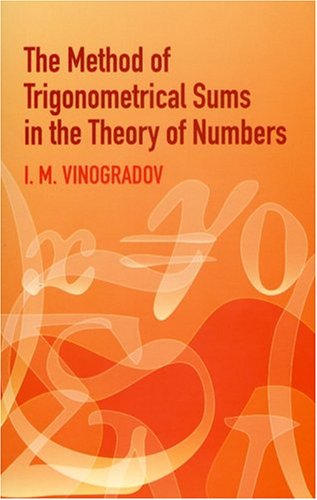 The Method of
Trigonometrical Sums
in the Theory of Numbers
I. M. VINOGRADOV